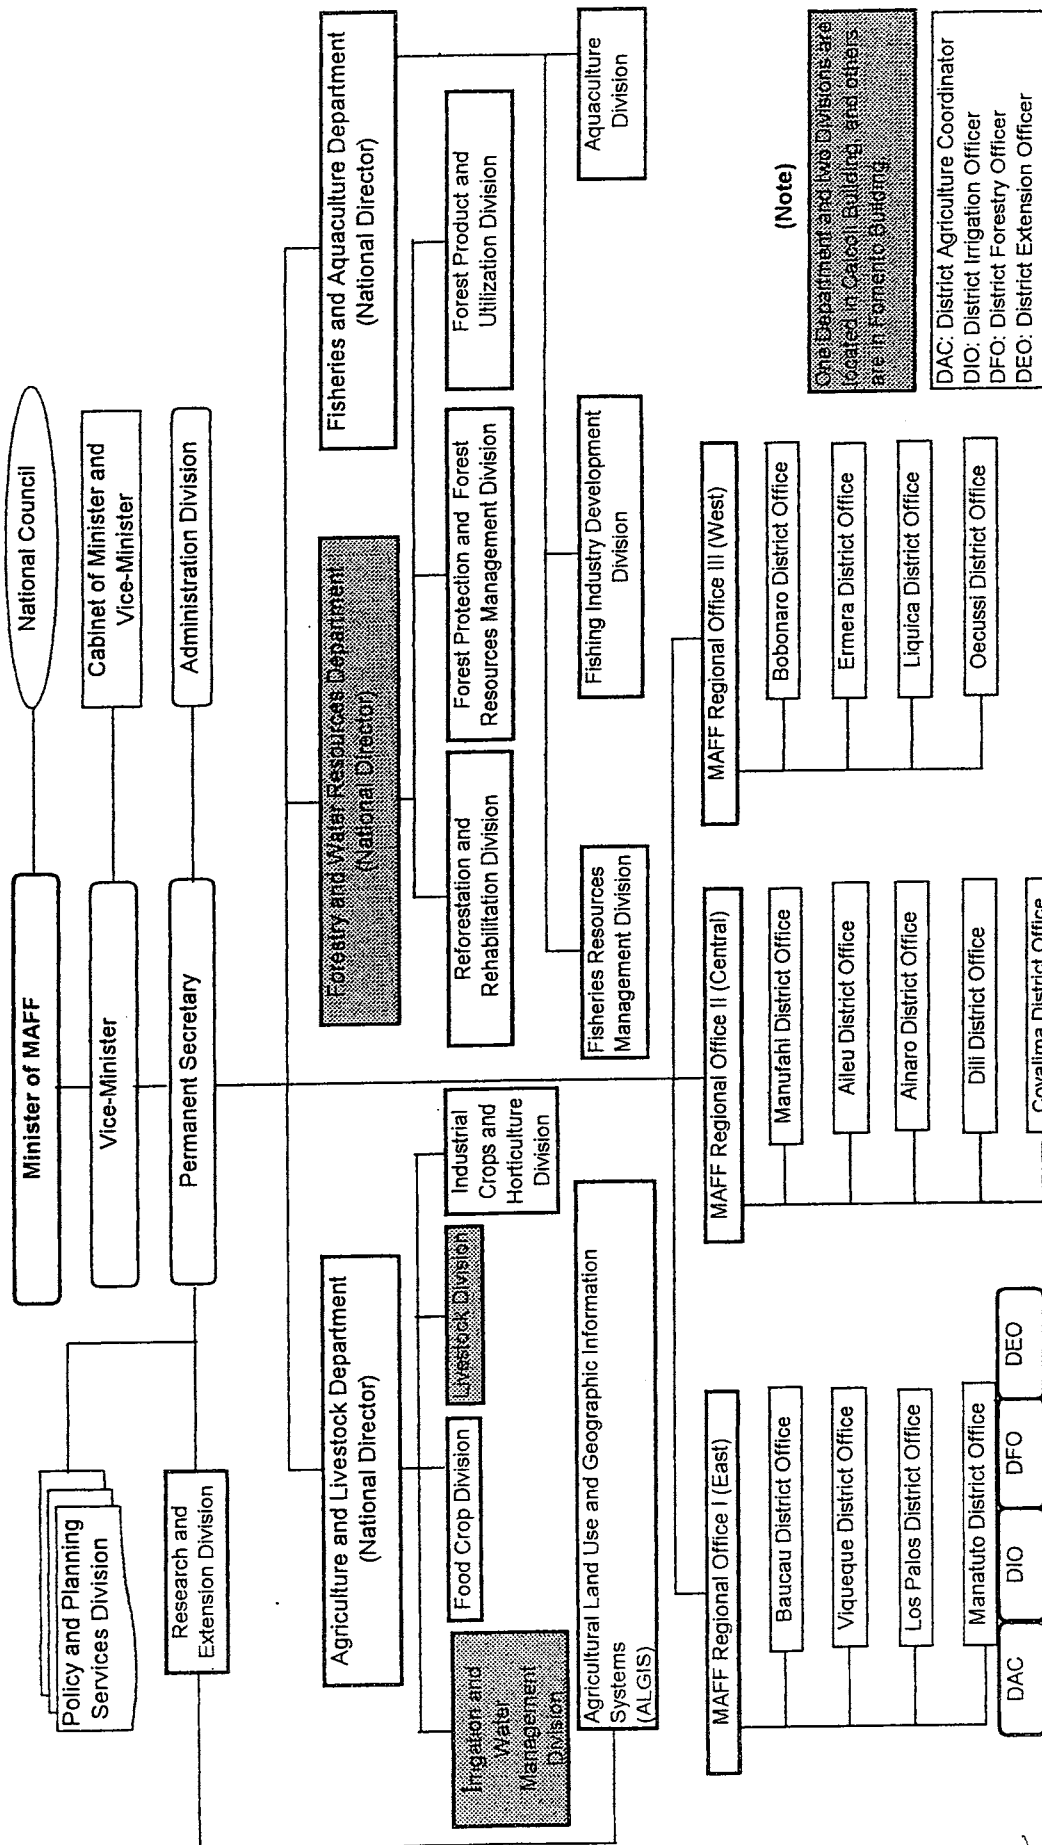 National Council
Minister of MAFF
Cabinet of Minister and
Vice-Minister
Vice-Minister
Administration Division
Permanent Secretary
Policy and Planning
Services Division
Research and
Extension Division
Agriculture and Livestock Department
(National Director)
Forestry and Water Resources Department
(National Director)
Fisheries and Aquaculture Department
(National Director)
Irrigation and
Water
Management
Division
Food Crop Division
Livestock Division
Industrial
Crops and
Horticulture
Division
Reforestation and
Rehabilitation Division
Forest Protection and Forest
Resources Management Division
Forest Product and
Utilization Division
Agricultural Land Use and Geographic Information
Systems
(ALGIS)
Fisheries Resources
Management Division
Fishing Industry Development
Division
Aquaculture
Division
MAFF Regional Office I (East)
Baucau District Office
Viqueque District Office
Los Palos District Office
Manatuto District Office
DAC
DIO
DFO
DEO
MAFF Regional Office II (Central)
Manufahi District Office
Aileu District Office
Ainaro District Office
Dili District Office
Covalima District Office
MAFF Regional Office III (West)
Bobonaro District Office
Ermera District Office
Liquica District Office
Oecussi District Office
(Note)
One Department and two Divisions are
located in Calcoli Building, and others
are in Fomento Building.
DAC: District Agriculture Coordinator
DIO: District Irrigation Officer
DFO: District Forestry Officer
DEO: District Extension Officer